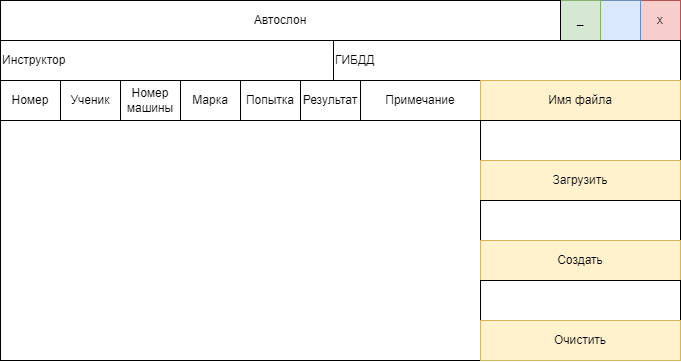 Автослон
_
x
Инструктор
ГИБДД
Номер
Ученик
Номер
машины
Марка
Попытка
Результат
Примечание
Имя файла
Загрузить
Создать
Очистить